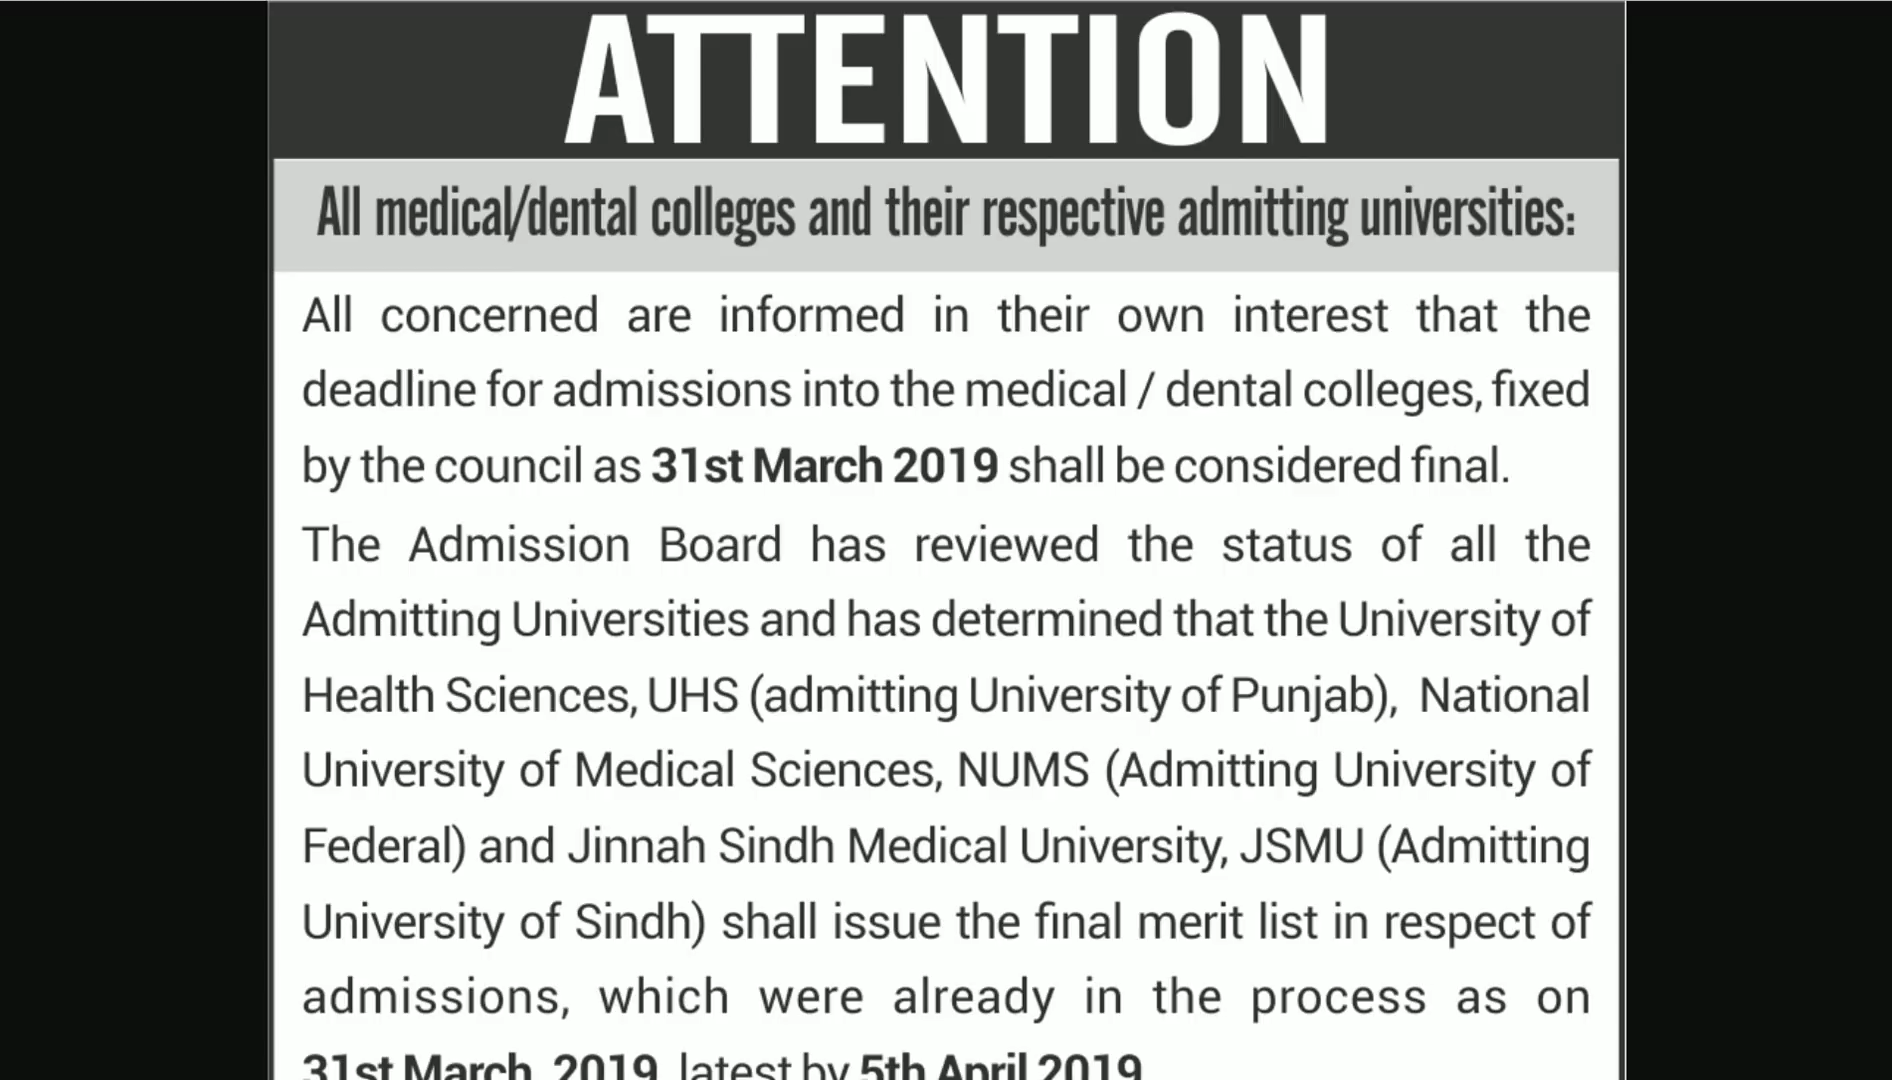 ATTENTION
All medical/dental colleges and their respective admitting universities:
All concerned are informed in their own interest that the
deadline for admissions into the medical / dental colleges, fixed
by the council as 31st March 2019 shall be considered final.
The Admission Board has reviewed the status of all the
Admitting Universities and has determined that the University of
Health Sciences, UHS (admitting University of Punjab), National
University of Medical Sciences, NUMS (Admitting University of
Federal) and Jinnah Sindh Medical University, JSMU (Admitting
University of Sindh) shall issue the final merit list in respect of
admissions, which were already in the process as on
31st March, 2019 latest by 5th April 2019